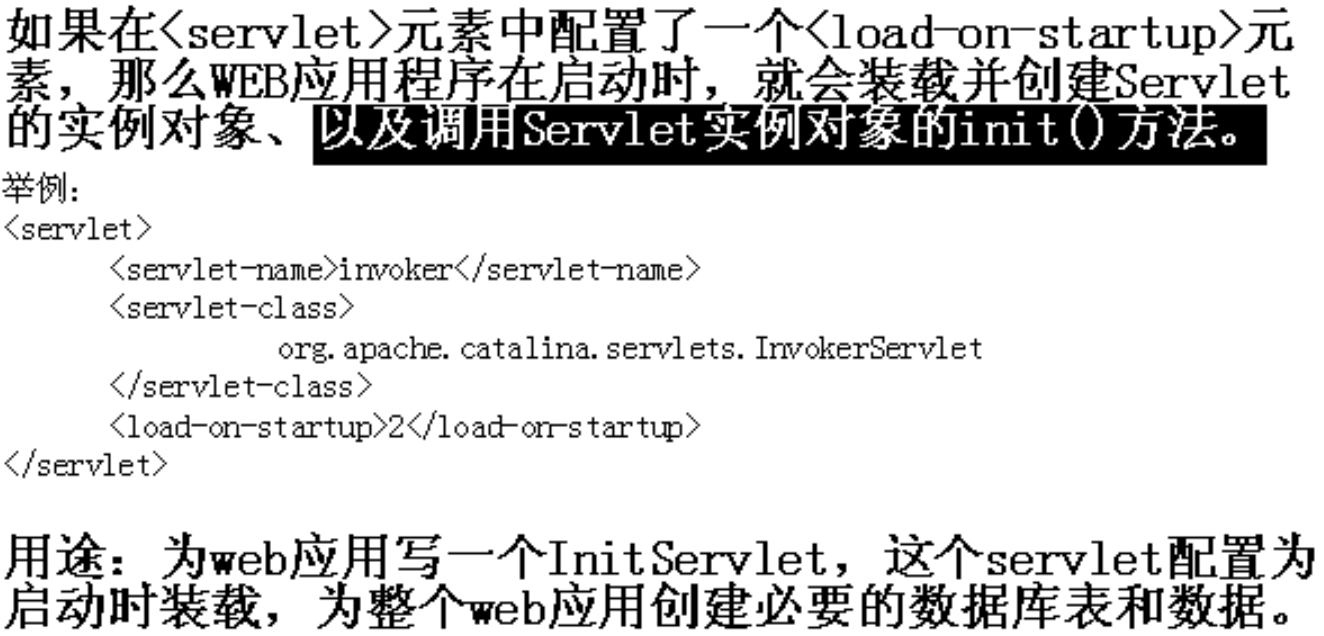 如果在<servlet>元素中配置了一个<load-on-startup>元
素，那么WEB应用程序在启动时，就会装载并创建Servlet
的实例对象、以及调用Servlet实例对象的init()方法。
举例:
<servlet>
<servlet-name>invoker</servlet-name>
<servlet-class>
org.apache.catalina.servlets.InvokerServlet
</servlet-class>
<load-on-startup>2</load-on-startup>
</servlet>
用途：为web应用写一个InitServlet，这个servlet配置为
启动时装载，为整个web应用创建必要的数据库表和数据。